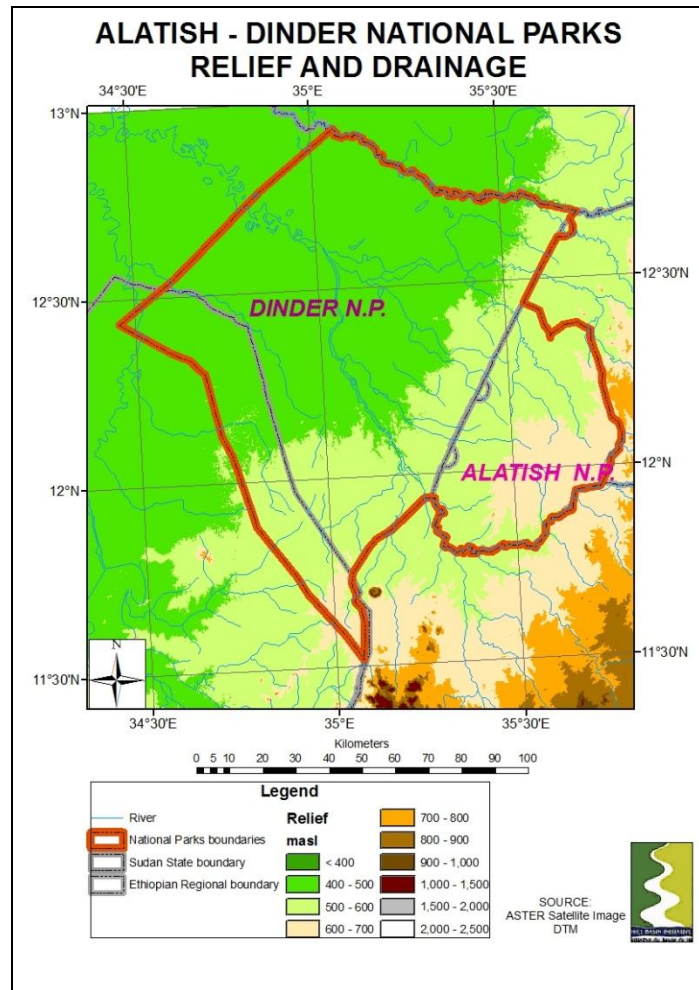 ALATISH - DINDER NATIONAL PARKS
RELIEF AND DRAINAGE
34°30'E
35°E
35°30'E
13°N
12°30'N
12°30'N
DINDER N.P.
12°N
12°N
ALATISH N.P.
11°30'N
11°30'N
N
34°30'E
35°E
35°30'E
Kilometers
0 5 10 20 30 40 50 60 70 80 90 100
Legend
River
National Parks boundaries
Sudan State boundary
Ethiopian Regional boundary
Relief
masl
< 400
400 - 500
500 - 600
600 - 700
700 - 800
800 - 900
900 - 1,000
1,000 - 1,500
1,500 - 2,000
2,000 - 2,500
SOURCE:
ASTER Satellite Image
DTM
NILE BASIN INITIATIVE